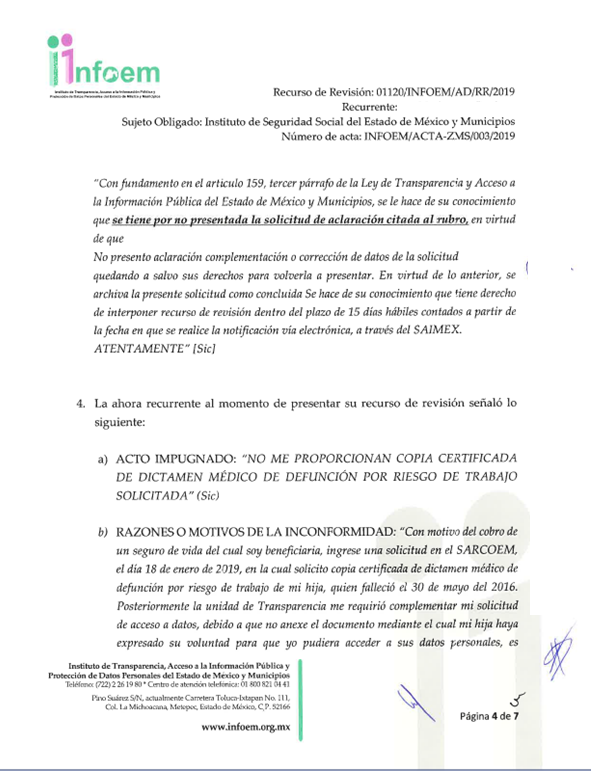 infoem
Instituto de Transparencia, Acceso a la Información Pública y
Protección de Datos Personales del Estado de México y Municipios
Recurso de Revisión: 01120/INFOEM/AD/RR/2019
Recurrente:
Sujeto Obligado: Instituto de Seguridad Social del Estado de México y Municipios
Número de acta: INFOEM/ACTA-ZMS/003/2019
"Con fundamento en el articulo 159, tercer párrafo de la Ley de Transparencia y Acceso a
la Información Pública del Estado de México y Municipios, se le hace de su conocimiento
que se tiene por no presentada la solicitud de aclaración citada al rubro, en virtud
de que
No presento aclaración complementación o corrección de datos de la solicitud
quedando a salvo sus derechos para volverla a presentar. En virtud de lo anterior, se
archiva la presente solicitud como concluida Se hace de su conocimiento que tiene derecho
de interponer recurso de revisión dentro del plazo de 15 días hábiles contados a partir de
la fecha en que se realice la notificación vía electrónica, a través del SAIMEX.
ATENTAMENTE" [Sic]
4. La ahora recurrente al momento de presentar su recurso de revisión señaló lo
siguiente:
a) ACTO IMPUGNADO: "NO ME PROPORCIONAN COPIA CERTIFICADA
DE DICTAMEN MÉDICO DE DEFUNCIÓN POR RIESGO DE TRABAJO
SOLICITADA" (Sic)
b) RAZONES O MOTIVOS DE LA INCONFORMIDAD: "Con motivo del cobro de
un seguro de vida del cual soy beneficiaria, ingrese una solicitud en el SARCOEM,
el día 18 de enero de 2019, en la cual solicito copia certificada de dictamen médico de
defunción por riesgo de trabajo de mi hija, quien falleció el 30 de mayo del 2016.
Posteriormente la unidad de Transparencia me requirió complementar mi solicitud
de acceso a datos, debido a que no anexe el documento mediante el cual mi hija haya
expresado su voluntad para que yo pudiera acceder a sus datos personales, es
Instituto de Transparencia, Acceso a la Información Pública y
Protección de Datos Personales del Estado de México y Municipios
Teléfono: (722) 2 26 19 80 * Centro de atención telefónica: 01 800 821 04 41
Pino Suárez S/N, actualmente Carretera Toluca-Ixtapan No. 111,
Col. La Michoacana, Metepec, Estado de México, C.P. 52166
www.infoem.org.mx
5
Página 4 de 7